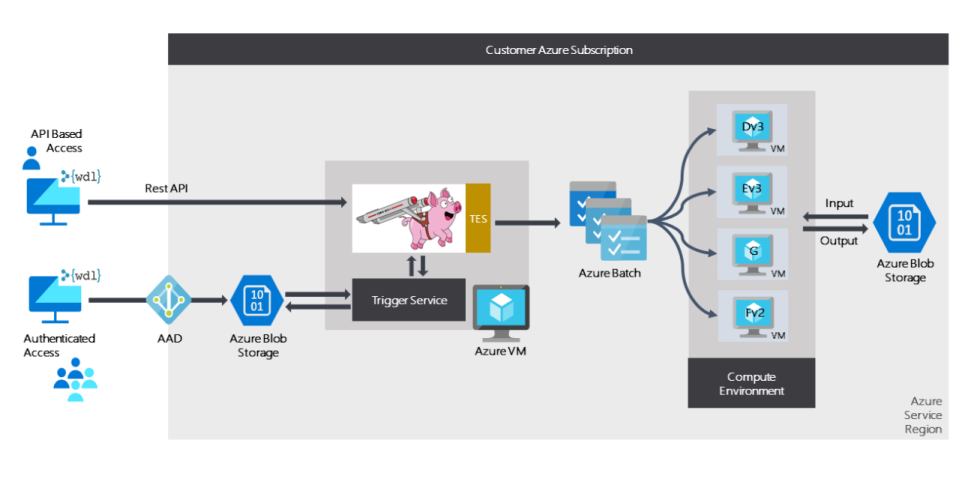 Customer Azure Subscription
API Based
Access
{wdl}
Rest API
TES
Trigger Service
Azure VM
{wdl}
Authenticated
Access
AAD
10
01
Azure Blob
Storage
Azure Batch
Dv3
VM
Ev3
VM
G
VM
Fv2
VM
Compute
Environment
Input
Output
10
01
Azure Blob
Storage
Azure
Service
Region